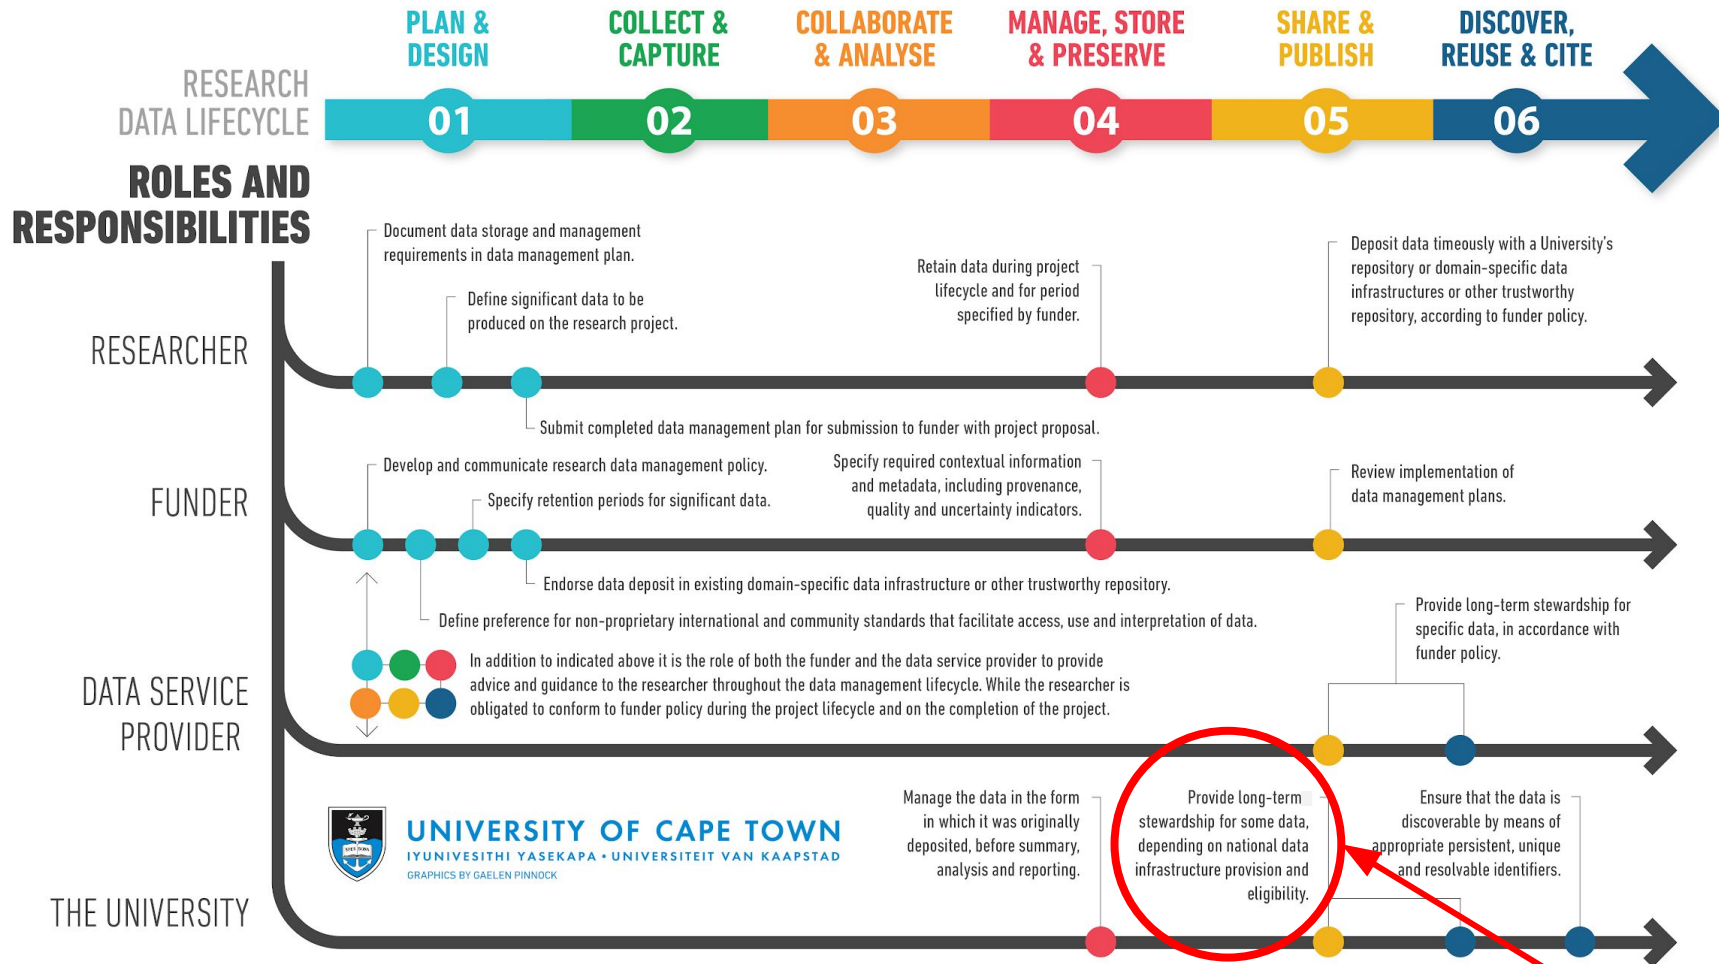 PLAN &
DESIGN
COLLECT &
CAPTURE
COLLABORATE
& ANALYSE
MANAGE, STORE
& PRESERVE
SHARE &
PUBLISH
DISCOVER,
REUSE & CITE
RESEARCH
DATA LIFECYCLE
01
02
03
04
05
06
ROLES AND
RESPONSIBILITIES
RESEARCHER
Document data storage and management
requirements in data management plan.
Define significant data to be
produced on the research project.
Submit completed data management plan for submission to funder with project proposal.
Retain data during project
lifecycle and for period
specified by funder.
Deposit data timeously with a University's
repository or domain-specific data
infrastructures or other trustworthy
repository, according to funder policy.
FUNDER
Develop and communicate research data management policy.
Specify retention periods for significant data.
Endorse data deposit in existing domain-specific data infrastructure or other trustworthy repository.
Define preference for non-proprietary international and community standards that facilitate access, use and interpretation of data.
Specify required contextual information
and metadata, including provenance,
quality and uncertainty indicators.
Review implementation of
data management plans.
DATA SERVICE
PROVIDER
In addition to indicated above it is the role of both the funder and the data service provider to provide
advice and guidance to the researcher throughout the data management lifecycle. While the researcher is
obligated to conform to funder policy during the project lifecycle and on the completion of the project.
Provide long-term stewardship for
specific data, in accordance with
funder policy.
THE UNIVERSITY
UNIVERSITY OF CAPE TOWN
IYUNIVESITHI YASEKAPA • UNIVERSITEIT VAN KAAPSTAD
GRAPHICS BY GAELEN PINNOCK
Manage the data in the form
in which it was originally
deposited, before summary,
analysis and reporting.
Provide long-term
stewardship for some data,
depending on national data
infrastructure provision and
eligibility.
Ensure that the data is
discoverable by means of
appropriate persistent, unique
and resolvable identifiers.